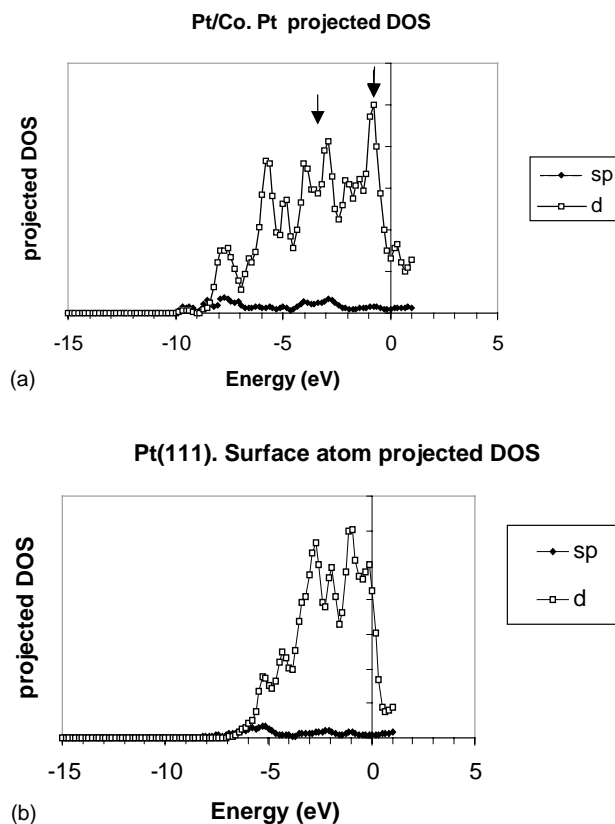 Pt/Co. Pt projected DOS
projected DOS
sp
d
-15 -10 -5 0 5
Energy (eV)
(a)
Pt(111). Surface atom projected DOS
projected DOS
sp
d
-15 -10 -5 0 5
Energy (eV)
(b)